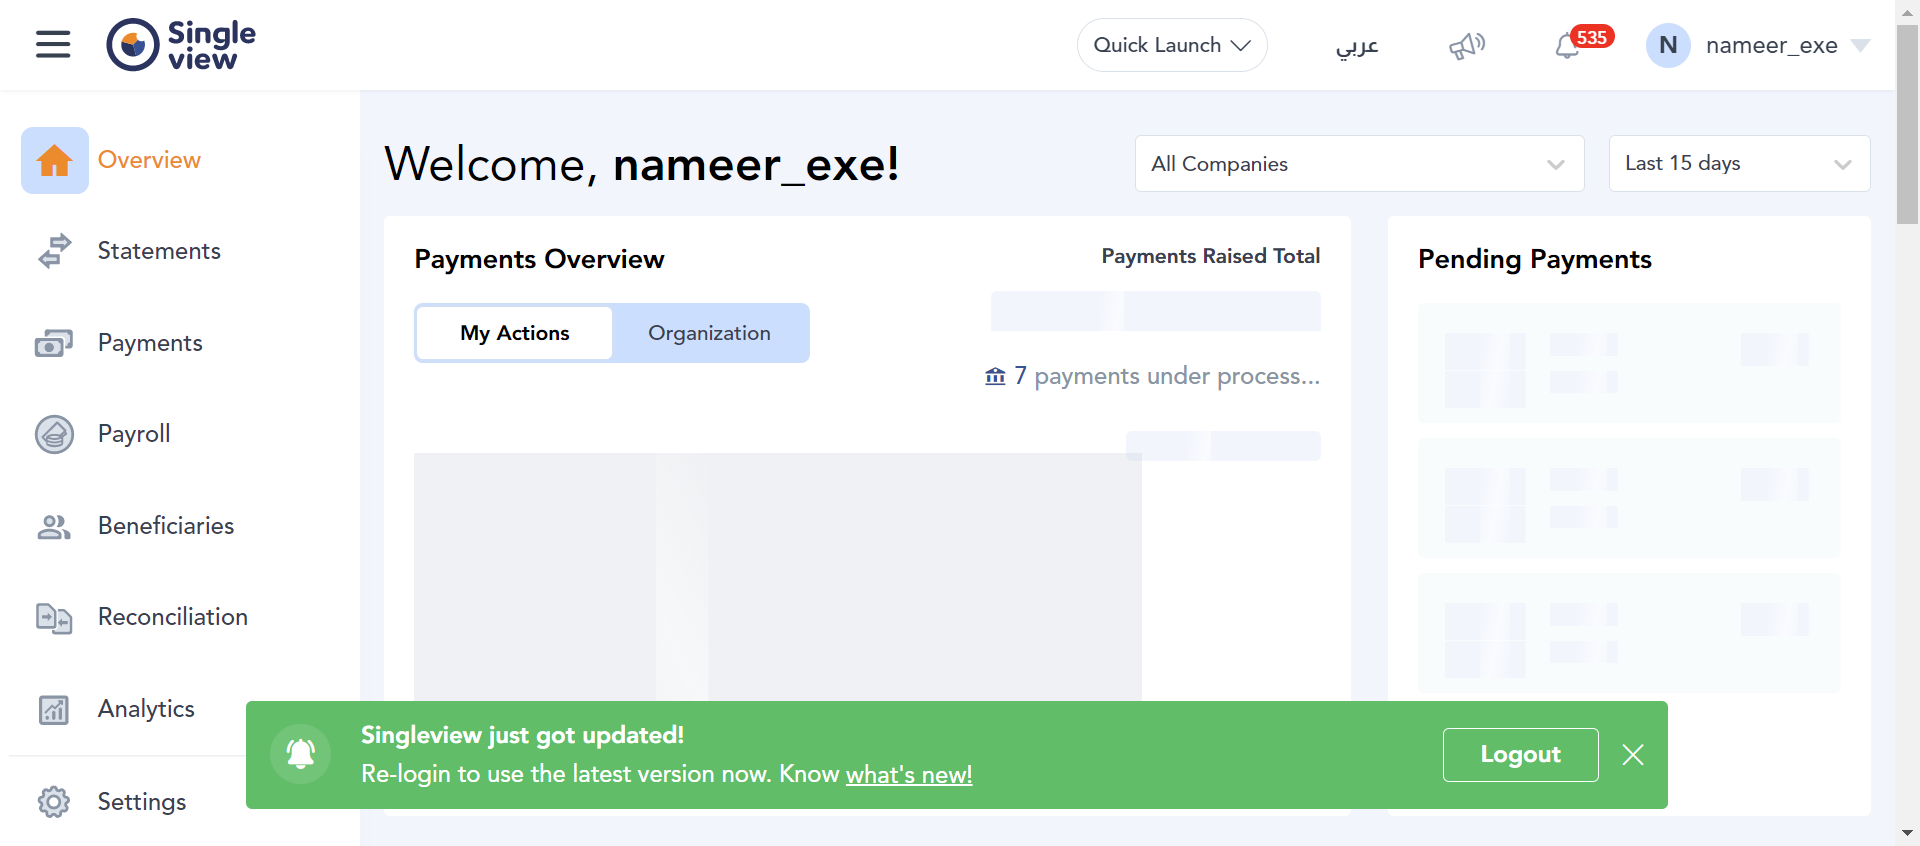 Single
view
Quick Launch
عربي
535
N
nameer_exe
Overview
Statements
Payments
Payroll
Beneficiaries
Reconciliation
Analytics
Settings
Welcome, nameer_exe!
All Companies
Last 15 days
Payments Overview
Payments Raised Total
My Actions
Organization
7 payments under process...
Pending Payments
Singleview just got updated!
Re-login to use the latest version now. Know what's new!
Logout